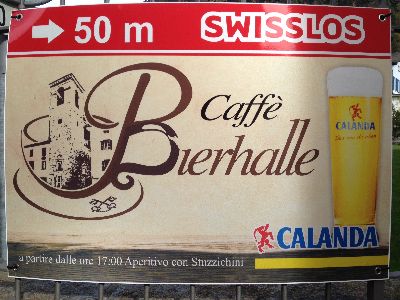 50 m SWISSLOS
Caffè
Bierhalle
CALANDA
CALANDA
a partire dalle ore 17:00 Aperitivo con Stuzzichini